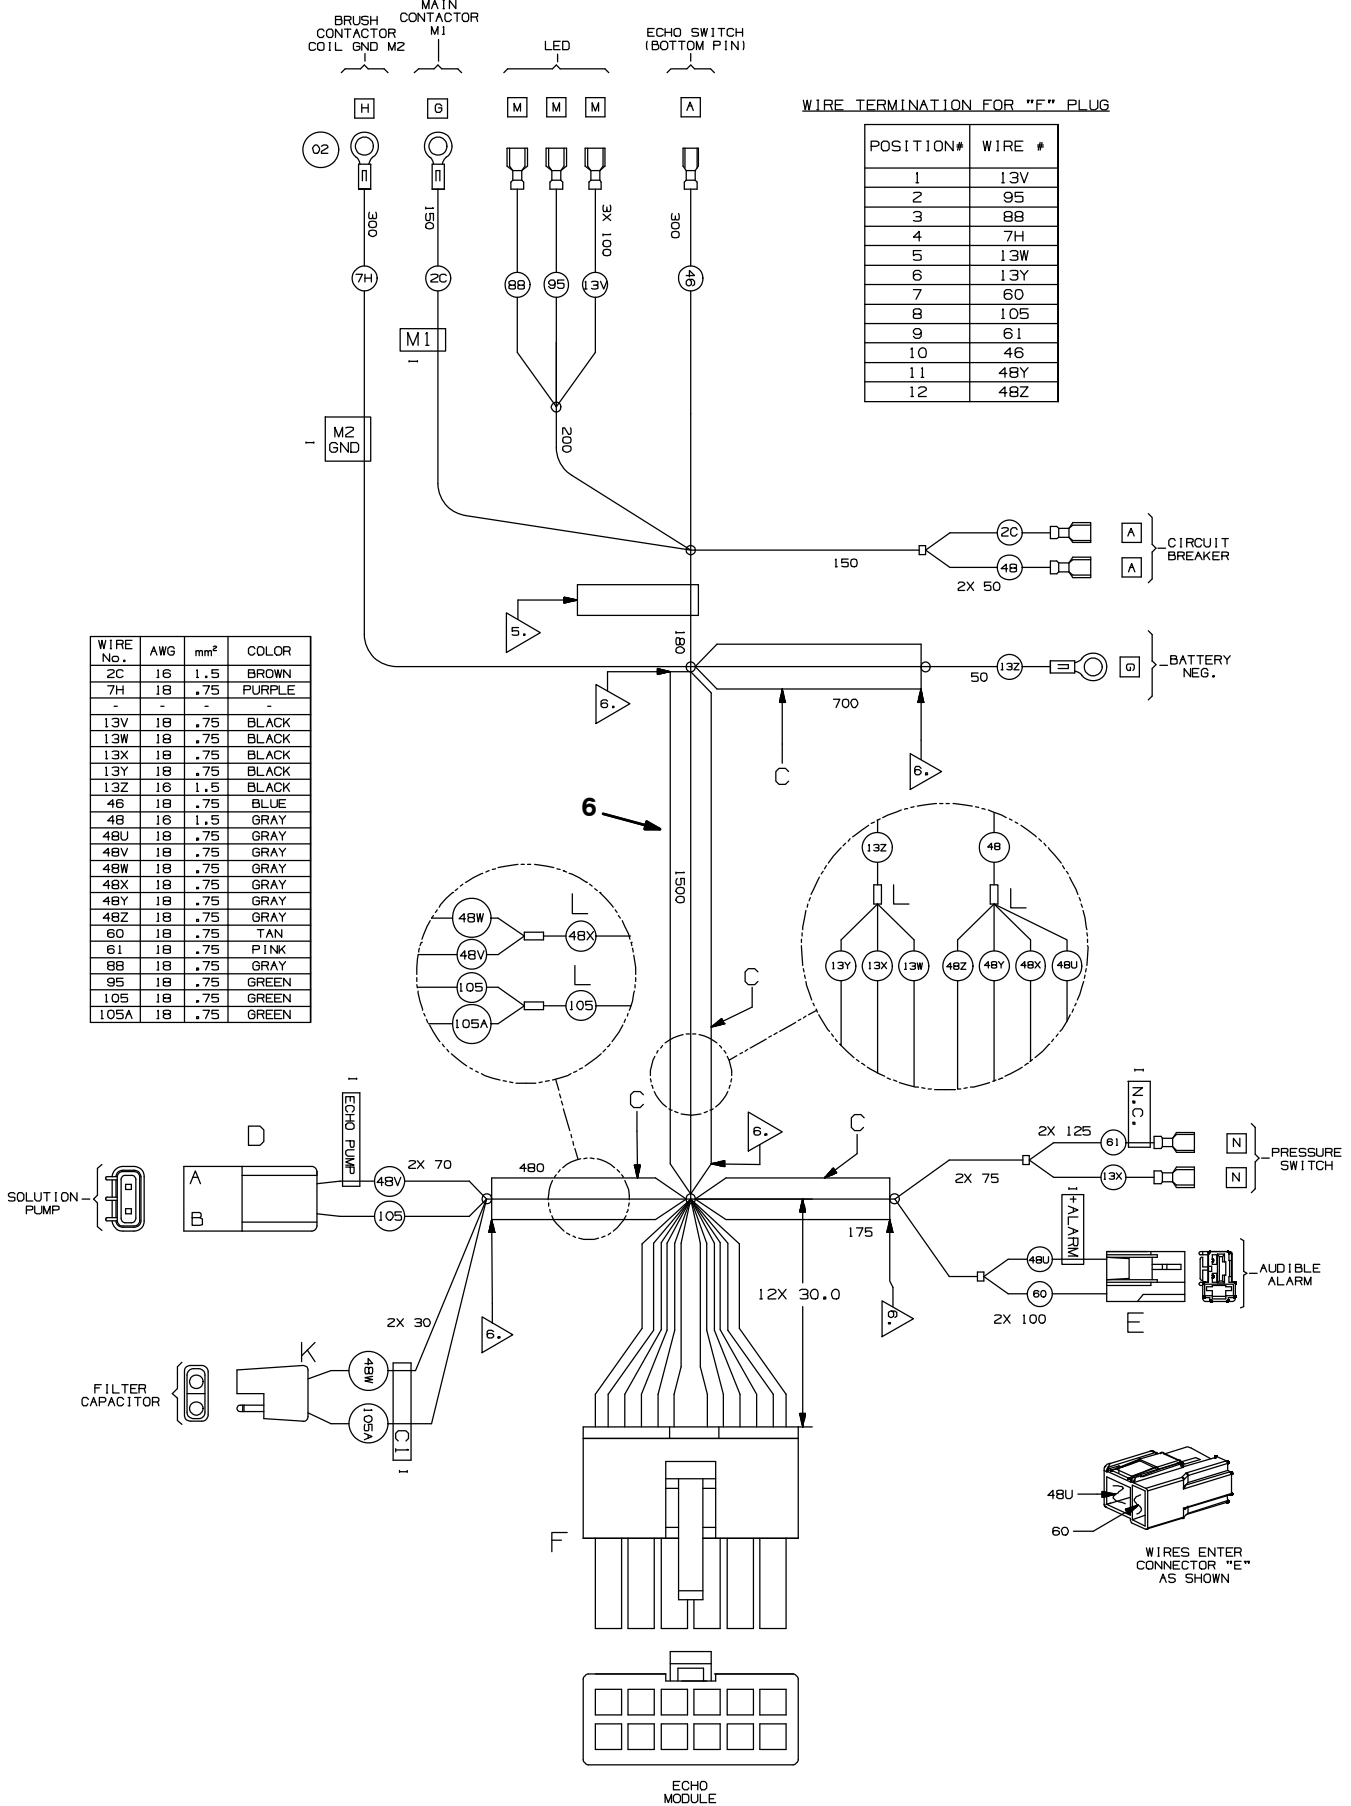 BRUSH
CONTACTOR
COIL GND M2
MAIN
CONTACTOR
M1
LED
ECHO SWITCH
(BOTTOM PIN)
H
G
M
M
M
A
02
300
150
3X 100
300
7H
2C
88
95
13V
46
M1
I
M2
GND
I
200
WIRE TERMINATION FOR "F" PLUG
POSITION# WIRE #
1 13V
2 95
3 88
4 7H
5 13W
6 13Y
7 60
8 105
9 61
10 46
11 48Y
12 48Z
150
2C
48
2X 50
A
A
CIRCUIT
BREAKER
5.
180
6.
700
C
6.
50
13Z
G
BATTERY
NEG.
WIRE No. AWG mm² COLOR
2C 16 1.5 BROWN
7H 18 .75 PURPLE
- - - -
13V 18 .75 BLACK
13W 18 .75 BLACK
13X 18 .75 BLACK
13Y 18 .75 BLACK
13Z 16 1.5 BLACK
46 18 .75 BLUE
48 16 1.5 GRAY
48U 18 .75 GRAY
48V 18 .75 GRAY
48W 18 .75 GRAY
48X 18 .75 GRAY
48Y 18 .75 GRAY
48Z 18 .75 GRAY
60 18 .75 TAN
61 18 .75 PINK
88 18 .75 GRAY
95 18 .75 GREEN
105 18 .75 GREEN
105A 18 .75 GREEN
6
1500
48W
48V
L
48X
105
105A
L
105
13Z
48
L
L
13Y
13X
13W
48Z
48Y
48X
48U
C
C
6.
C
D
I
ECHO PUMP
SOLUTION
PUMP
A
B
48V
105
2X 70
480
2X 30
6.
K
48W
105A
C1
I
FILTER
CAPACITOR
175
6.
12X 30.0
2X 75
2X 125
61
13X
I
N.C.
N
N
PRESSURE
SWITCH
I
+ALARM
48U
60
2X 100
E
AUDIBLE
ALARM
F
48U
60
WIRES ENTER
CONNECTOR "E"
AS SHOWN
ECHO
MODULE